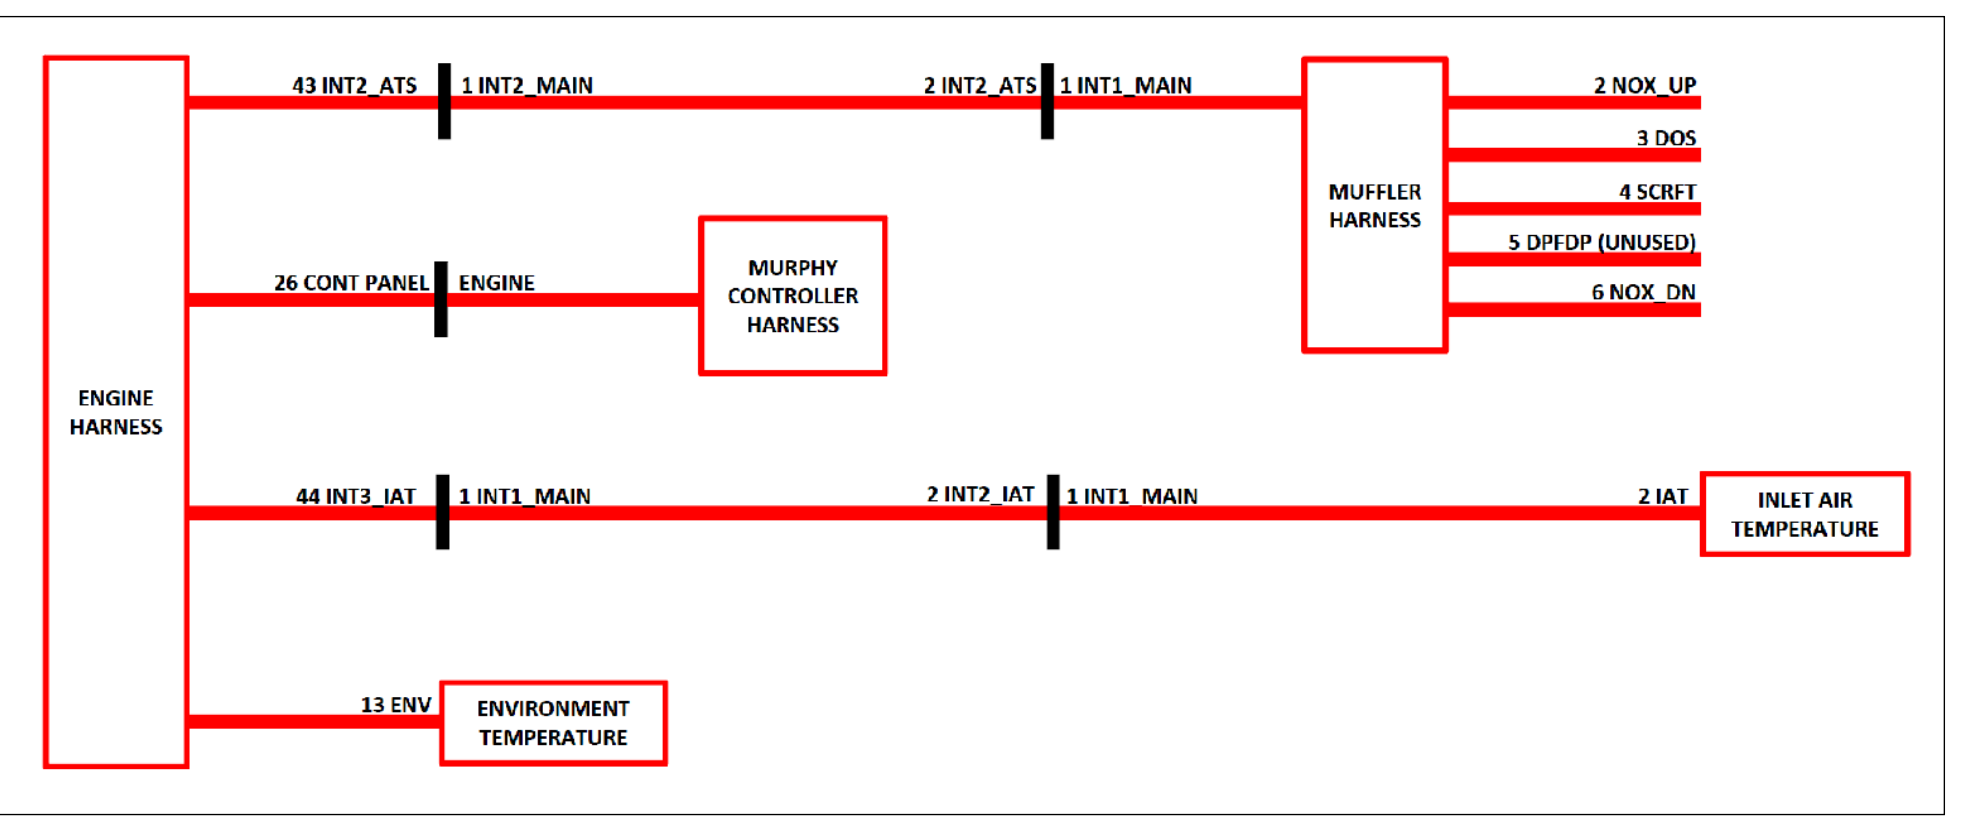 43 INT2_ATS 1 INT2_MAIN 2 INT2_ATS 1 INT1_MAIN 2 NOX_UP
3 DOS
4 SCRFT
MUFFLER
HARNESS
5 DPFDP (UNUSED)
6 NOX_DN
26 CONT PANEL ENGINE
MURPHY
CONTROLLER
HARNESS
ENGINE
HARNESS
44 INT3_IAT 1 INT1_MAIN 2 INT2_IAT 1 INT1_MAIN 2 IAT
INLET AIR
TEMPERATURE
13 ENV
ENVIRONMENT
TEMPERATURE